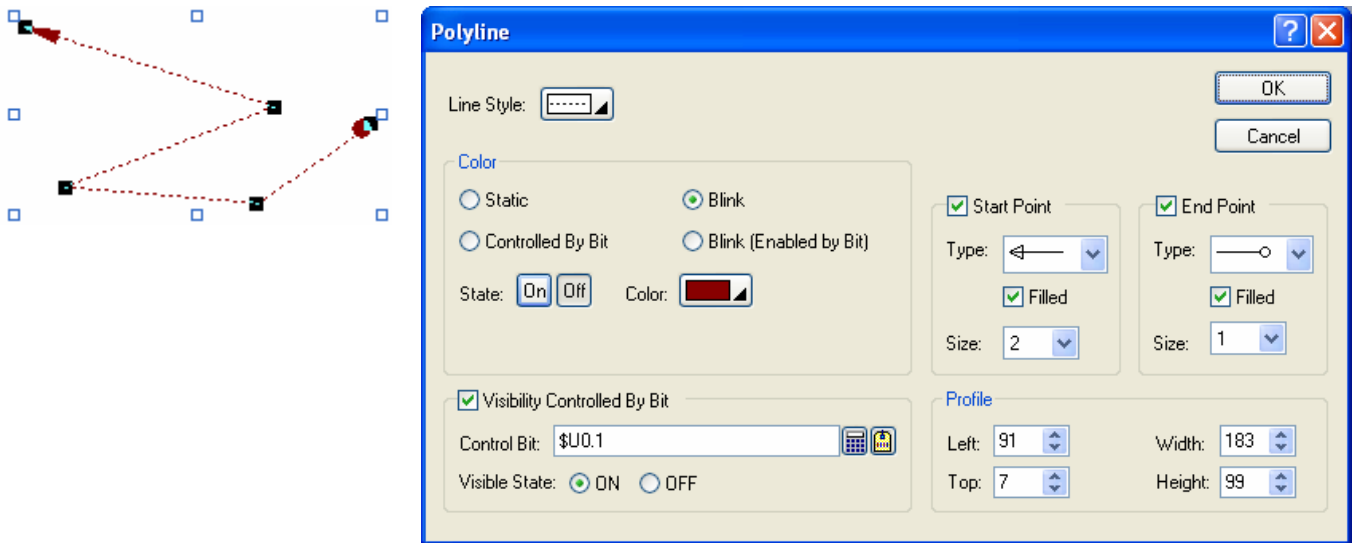 Polyline
OK
Line Style:
Cancel
Color
Static
Blink
Start Point
End Point
Controlled By Bit
Blink (Enabled by Bit)
Type:
Type:
State: On Off Color:
Filled
Filled
Size: 2
Size: 1
Visibility Controlled By Bit
Profile
Control Bit: $U0.1
Left: 91
Width: 183
Visible State: ON OFF
Top: 7
Height: 99